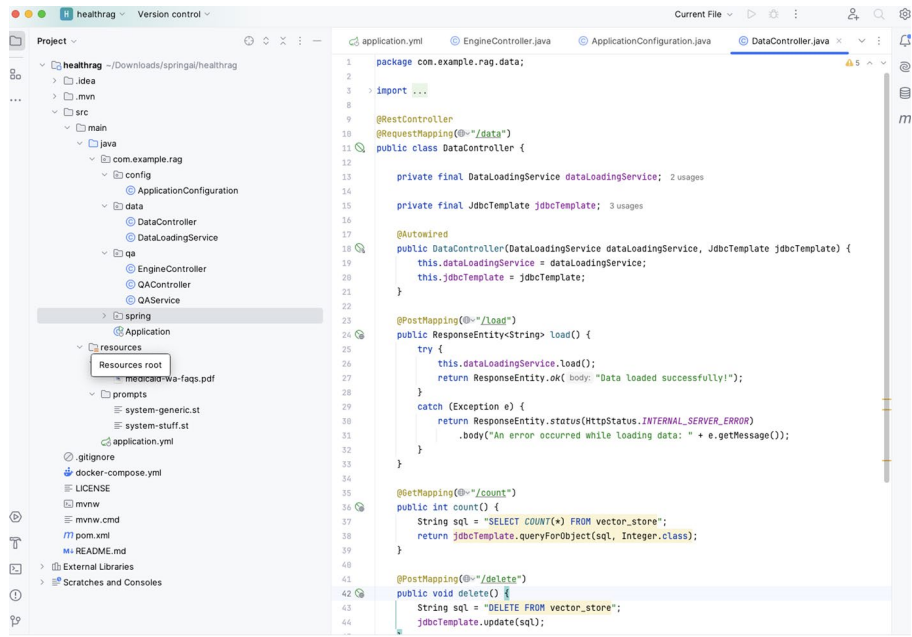 H healthrag Version control Current File
Project
application.yml EngineController.java ApplicationConfiguration.java DataController.java
healthrag ~/Downloads/springai/healthrag
.idea
.mvn
src
main
java
com.example.rag
config
ApplicationConfiguration
data
DataController
DataLoadingService
qa
EngineController
QAController
QAService
spring
Application
resources
Resources root
medicaid-wa-faqs.pdf
prompts
system-generic.st
system-stuff.st
application.yml
.gitignore
docker-compose.yml
LICENSE
mvnw
mvnw.cmd
pom.xml
README.md
External Libraries
Scratches and Consoles
5
1 package com.example.rag.data;
2
3 import ...
8
9 @RestController
10 @RequestMapping("/data")
11 public class DataController {
12
13 private final DataLoadingService dataLoadingService; 2 usages
14
15 private final JdbcTemplate jdbcTemplate; 3 usages
16
17 @Autowired
18 public DataController(DataLoadingService dataLoadingService, JdbcTemplate jdbcTemplate) {
19 this.dataLoadingService = dataLoadingService;
20 this.jdbcTemplate = jdbcTemplate;
21 }
22
23 @PostMapping("/load")
24 public ResponseEntity<String> load() {
25 try {
26 this.dataLoadingService.load();
27 return ResponseEntity.ok( body: "Data loaded successfully!");
28 }
29 catch (Exception e) {
30 return ResponseEntity.status(HttpStatus.INTERNAL_SERVER_ERROR)
31 .body("An error occurred while loading data: " + e.getMessage());
32 }
33 }
34
35 @GetMapping("/count")
36 public int count() {
37 String sql = "SELECT COUNT(*) FROM vector_store";
38 return jdbcTemplate.queryForObject(sql, Integer.class);
39 }
40
41 @PostMapping("/delete")
42 public void delete() {
43 String sql = "DELETE FROM vector_store";
44 jdbcTemplate.update(sql);